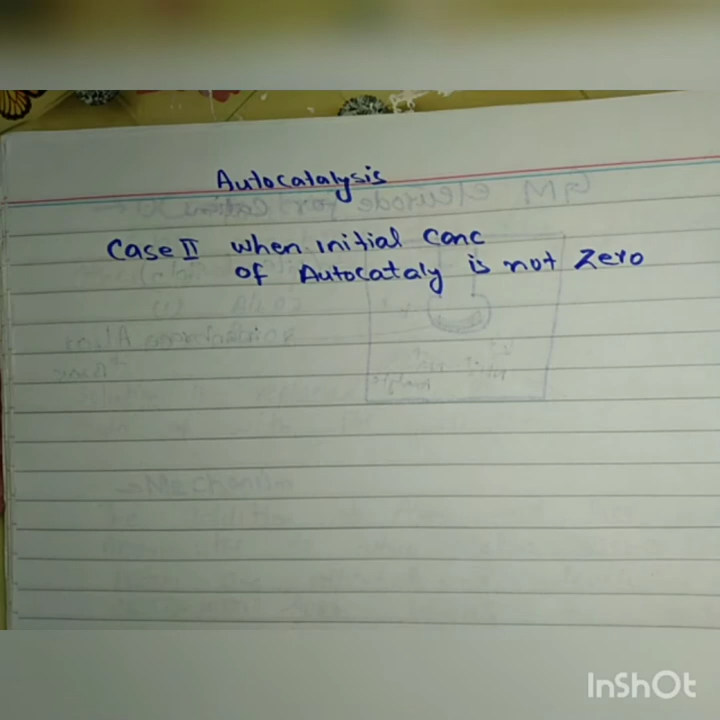 Autocatalysis
Case II when initial conc
of Autocataly is not zero
InShOt